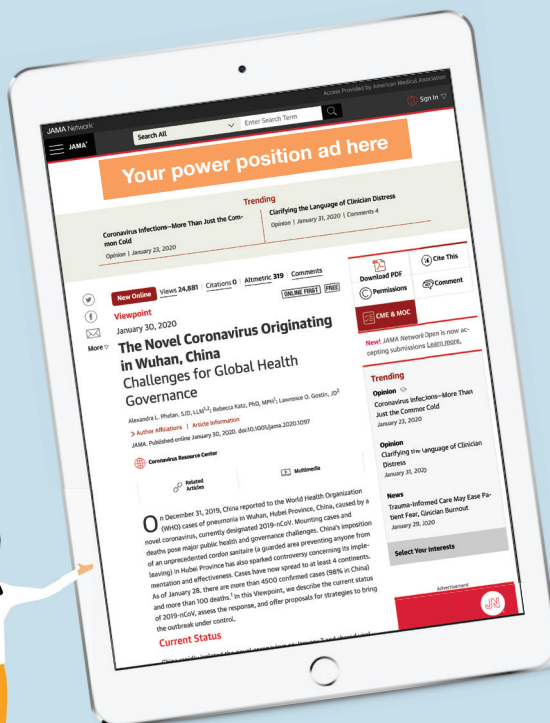 Access Provided by American Medical Association
JAMA Network
Sign In
JAMA
Search All
Enter Search Term
Your power position ad here
Trending
Coronavirus Infections—More Than Just the Com-
mon Cold
Opinion | January 23, 2020
Clarifying the Language of Clinician Distress
Opinion | January 31, 2020 | Comments 4
New Online Views 24,881 | Citations 0 | Altmetric 319 | Comments
Viewpoint
ONLINE FIRST FREE
January 30, 2020
More
The Novel Coronavirus Originating
in Wuhan, China
Challenges for Global Health
Governance
Alexandra L. Phelan, SJD, LLM1,2; Rebecca Katz, PhD, MPH1; Lawrence O. Gostin, JD2
Author Affiliations | Article Information
JAMA. Published online January 30, 2020. doi:10.1001/jama.2020.1097
Coronavirus Resource Center
Related
Articles
Multimedia
On December 31, 2019, China reported to the World Health Organization
(WHO) cases of pneumonia in Wuhan, Hubei Province, China, caused by a
novel coronavirus, currently designated 2019-nCoV. Mounting cases and
deaths pose major public health and governance challenges. China's imposition
of an unprecedented cordon sanitaire (a guarded area preventing anyone from
leaving) in Hubei Province has also sparked controversy concerning its imple-
mentation and effectiveness. Cases have now spread to at least 4 continents.
As of January 28, there are more than 4500 confirmed cases (98% in China)
and more than 100 deaths.1 In this Viewpoint, we describe the current status
of 2019-nCoV, assess the response, and offer proposals for strategies to bring
the outbreak under control.
Current Status
Download PDF
Cite This
Permissions
Comment
CME & MOC
New! JAMA Network Open is now ac-
cepting submissions Learn more.
Trending
Opinion
Coronavirus Infections—More Than
Just the Common Cold
January 23, 2020
Opinion
Clarifying the Language of Clinician
Distress
January 31, 2020
News
Trauma-Informed Care May Ease Pa-
tient Fear, Clinician Burnout
January 29, 2020
Select Your Interests
Advertisement
JN